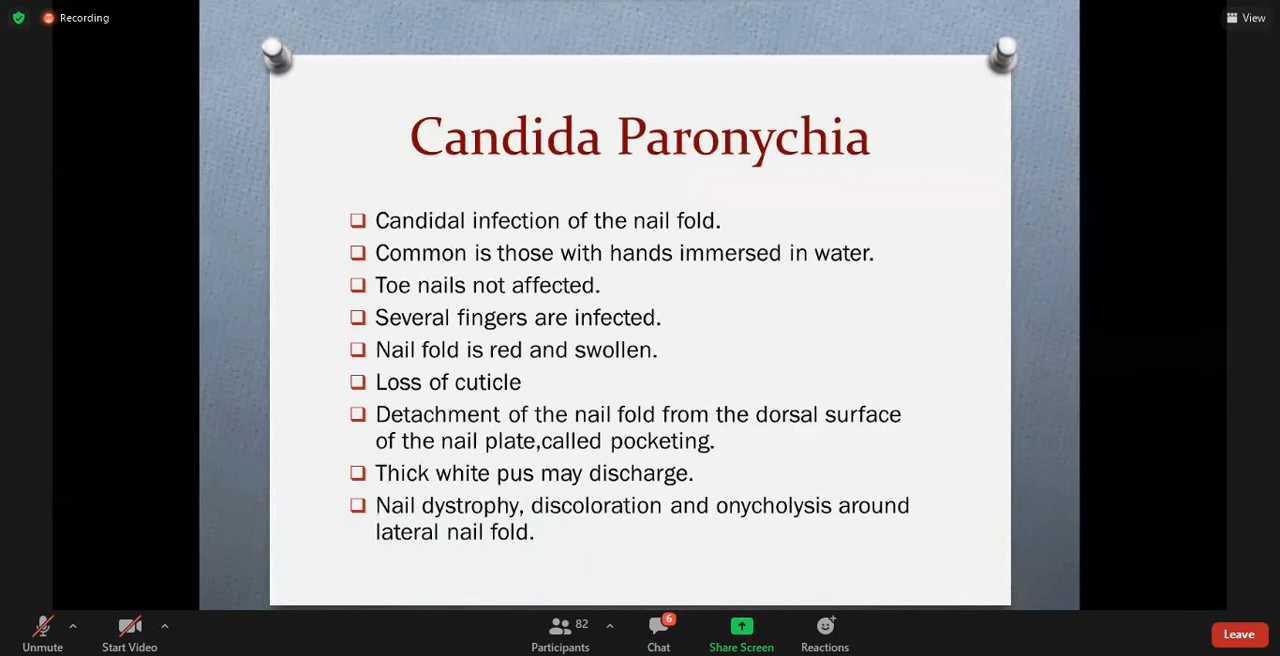 Recording
View
Candida Paronychia
Candidal infection of the nail fold.
Common is those with hands immersed in water.
Toe nails not affected.
Several fingers are infected.
Nail fold is red and swollen.
Loss of cuticle
Detachment of the nail fold from the dorsal surface
of the nail plate,called pocketing.
Thick white pus may discharge.
Nail dystrophy, discoloration and onycholysis around
lateral nail fold.
82
6
Unmute
Start Video
Participants
Chat
Share Screen
Reactions
Leave